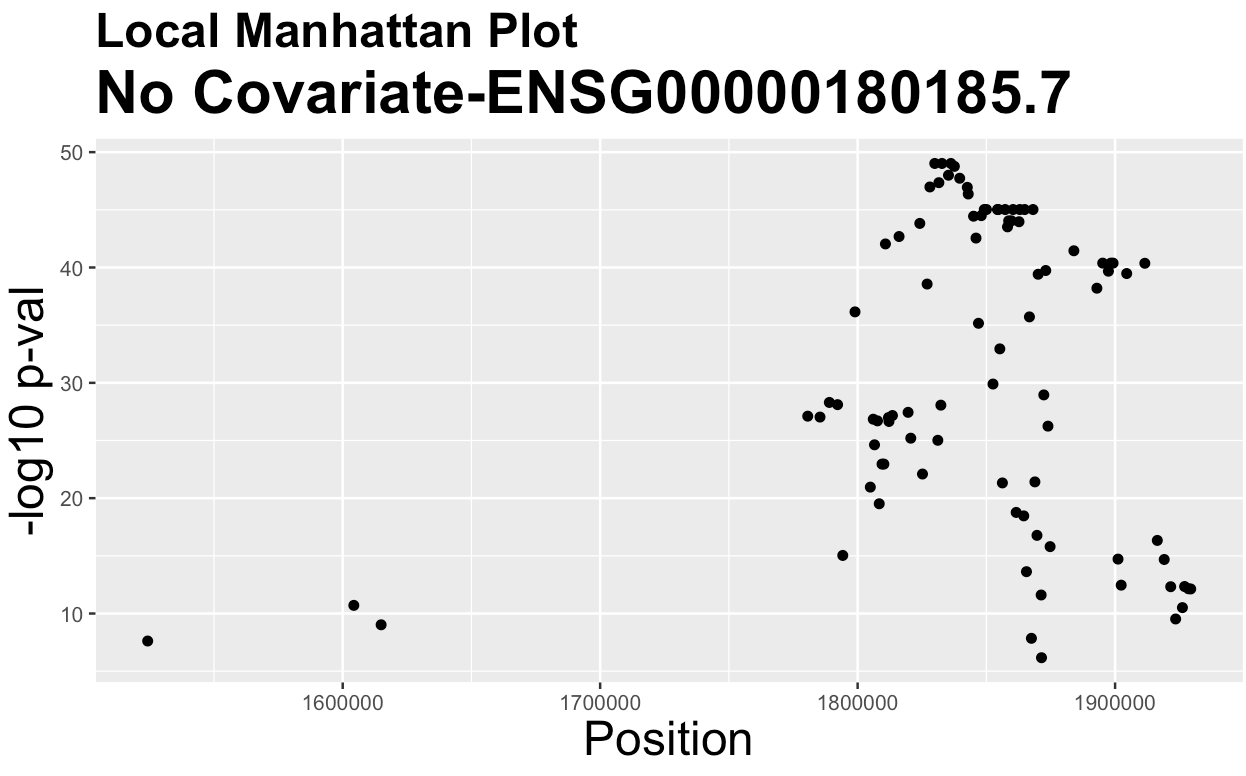 Local Manhattan Plot
No Covariate-ENSG00000180185.7
50
40
30
20
10
-log10 p-val
1600000 1700000 1800000 1900000
Position